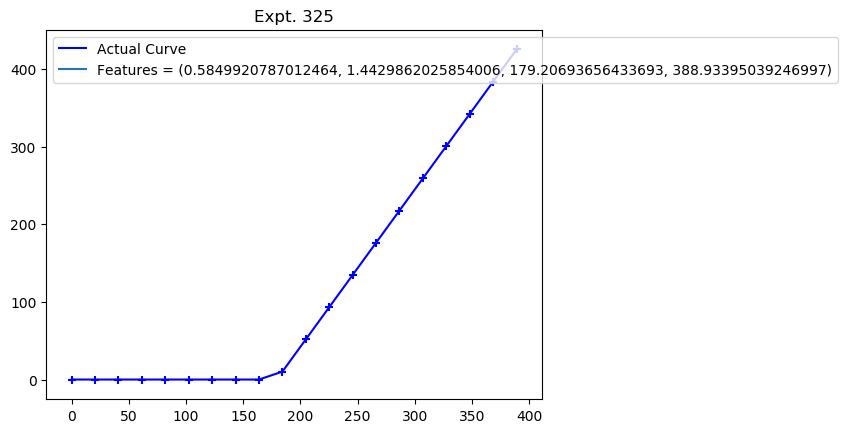 Expt. 325
Actual Curve
Features = (0.5849920787012464, 1.4429862025854006, 179.20693656433693, 388.93395039246997)
400
300
200
100
0
0 50 100 150 200 250 300 350 400